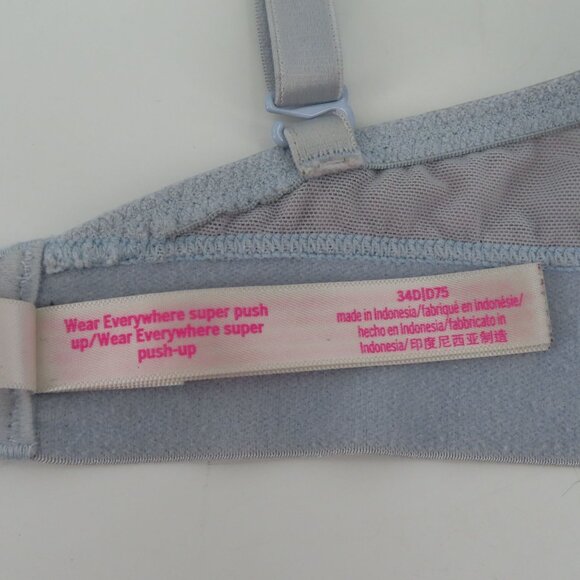 Wear Everywhere super push
up/Wear Everywhere super
push-up
34D|D75
made in Indonesia/fabriqué en Indonésie/
hecho en Indonesia/fabbricato in
Indonesia/印度尼西亚制造